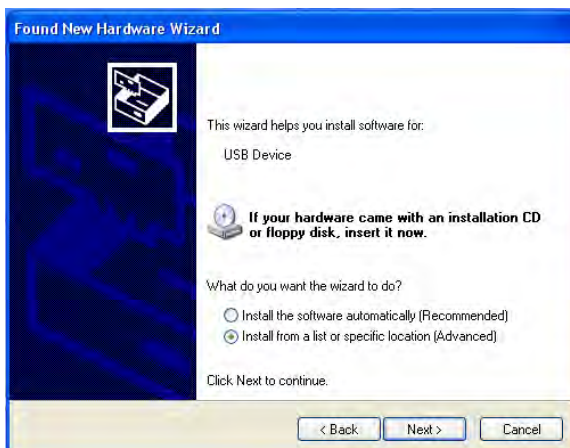 Found New Hardware Wizard
This wizard helps you install software for:
USB Device
If your hardware came with an installation CD
or floppy disk, insert it now.
What do you want the wizard to do?
Install the software automatically (Recommended)
Install from a list or specific location (Advanced)
Click Next to continue.
< Back Next > Cancel